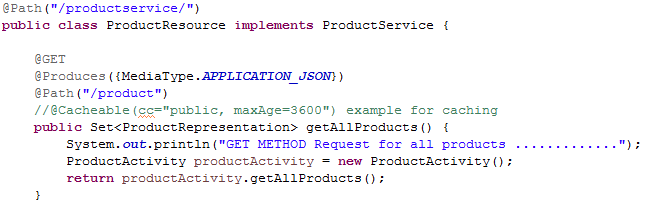 @Path("/productservice/")
public class ProductResource implements ProductService {
@GET
@Produces({MediaType.APPLICATION_JSON})
@Path("/product")
//@Cacheable(cc="public, maxAge=3600") example for caching
public Set<ProductRepresentation> getAllProducts() {
System.out.println("GET METHOD Request for all products .............");
ProductActivity productActivity = new ProductActivity();
return productActivity.getAllProducts();
}